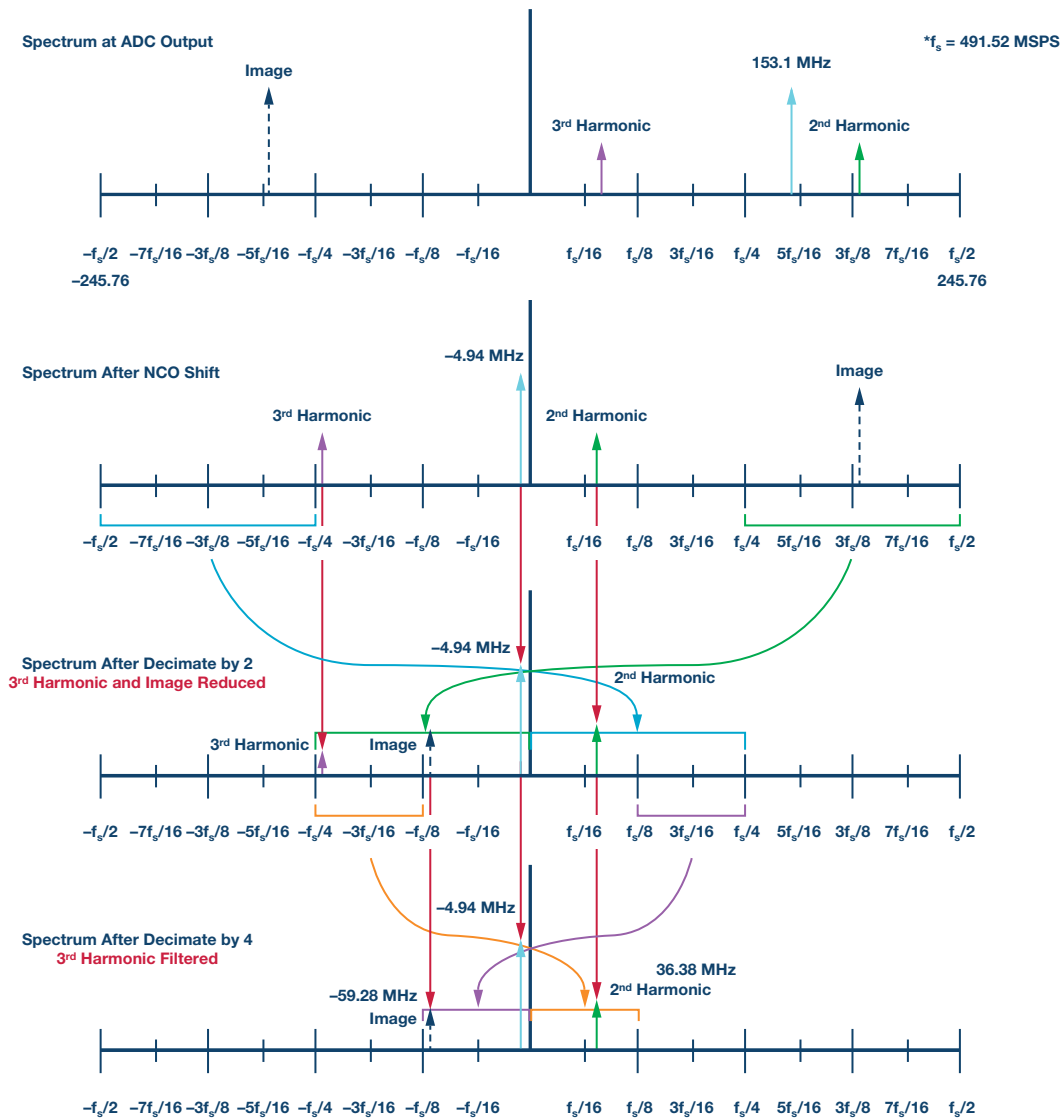 Spectrum at ADC Output
*fs = 491.52 MSPS
153.1 MHz
Image
3rd Harmonic
2nd Harmonic
–fs/2 –7fs/16 –3fs/8 –5fs/16 –fs/4 –3fs/16 –fs/8 –fs/16 fs/16 fs/8 3fs/16 fs/4 5fs/16 3fs/8 7fs/16 fs/2
–245.76 245.76
–4.94 MHz
Spectrum After NCO Shift
Image
3rd Harmonic
2nd Harmonic
–fs/2 –7fs/16 –3fs/8 –5fs/16 –fs/4 –3fs/16 –fs/8 –fs/16 fs/16 fs/8 3fs/16 fs/4 5fs/16 3fs/8 7fs/16 fs/2
–4.94 MHz
Spectrum After Decimate by 2
3rd Harmonic and Image Reduced
2nd Harmonic
3rd Harmonic
Image
–fs/2 –7fs/16 –3fs/8 –5fs/16 –fs/4 –3fs/16 –fs/8 –fs/16 fs/16 fs/8 3fs/16 fs/4 5fs/16 3fs/8 7fs/16 fs/2
–4.94 MHz
Spectrum After Decimate by 4
3rd Harmonic Filtered
36.38 MHz
2nd Harmonic
–59.28 MHz
Image
–fs/2 –7fs/16 –3fs/8 –5fs/16 –fs/4 –3fs/16 –fs/8 –fs/16 fs/16 fs/8 3fs/16 fs/4 5fs/16 3fs/8 7fs/16 fs/2